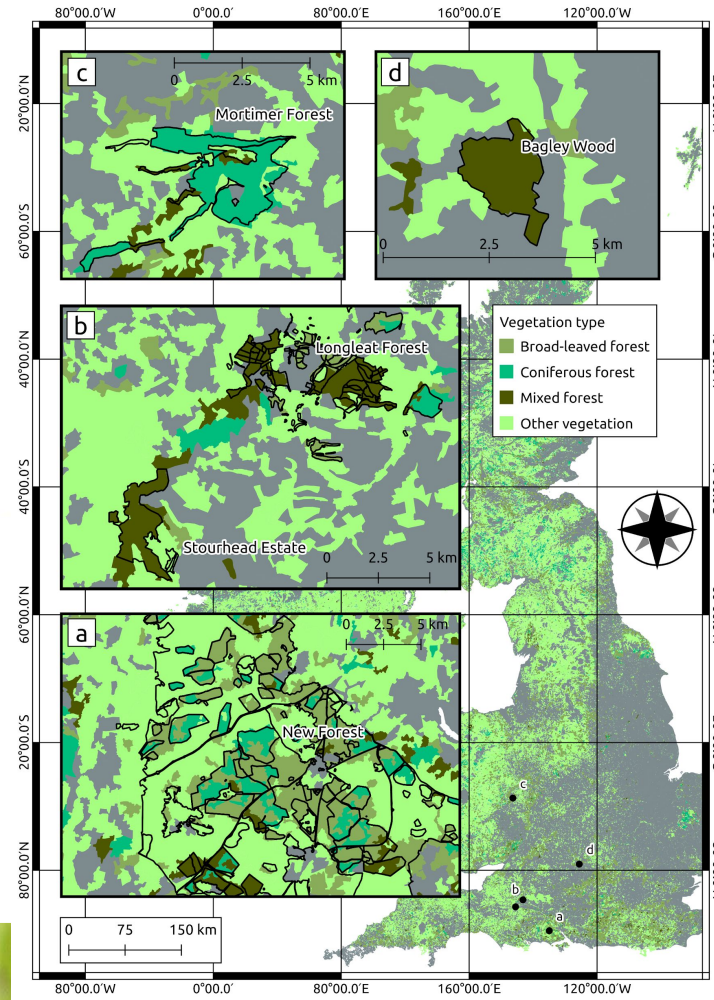 80°00.0′W 0°00.0′ 80°00.0′E 160°00.0′E 120°00.0′W
20°00.0′N
60°00.0′S
40°00.0′N
40°00.0′S
60°00.0′N
20°00.0′S
80°00.0′N
c
0 2.5 5 km
Mortimer Forest
d
Bagley Wood
0 2.5 5 km
b
Longleat Forest
Stourhead Estate
0 2.5 5 km
Vegetation type
Broad-leaved forest
Coniferous forest
Mixed forest
Other vegetation
a
0 2.5 5 km
New Forest
c
d
b
a
0 75 150 km
80°00.0′W 0°00.0′ 80°00.0′E 160°00.0′E 120°00.0′W